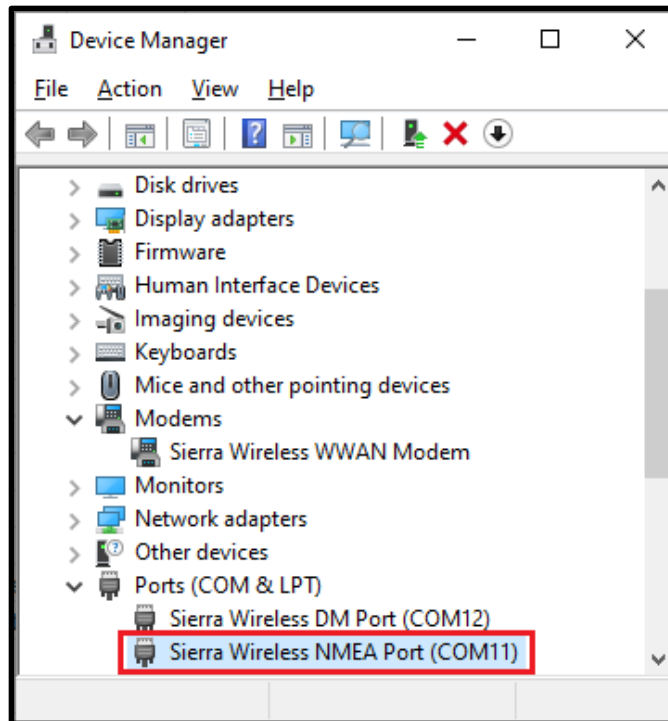 Device Manager
File Action View Help
Disk drives
Display adapters
Firmware
Human Interface Devices
Imaging devices
Keyboards
Mice and other pointing devices
Modems
Sierra Wireless WWAN Modem
Monitors
Network adapters
Other devices
Ports (COM & LPT)
Sierra Wireless DM Port (COM12)
Sierra Wireless NMEA Port (COM11)